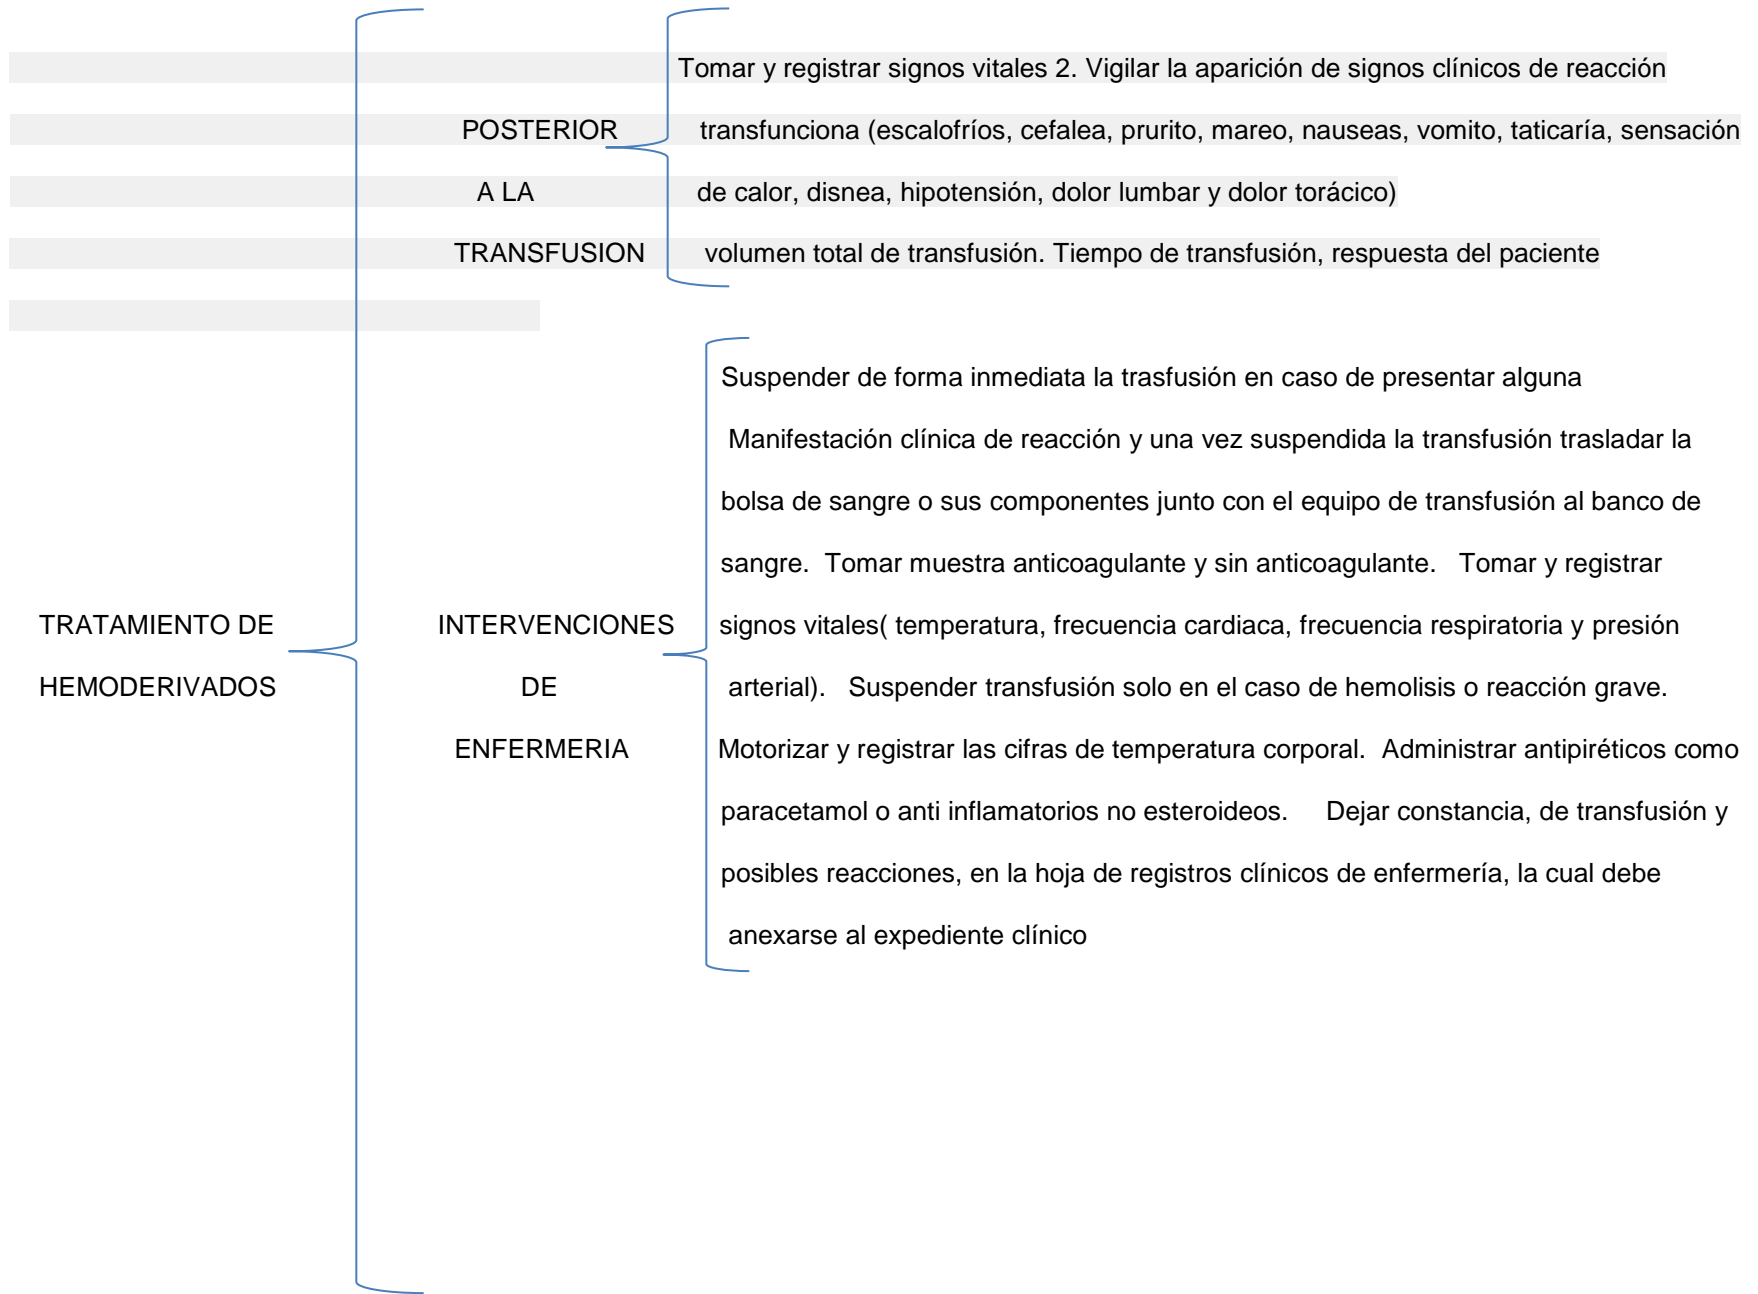 Tomar y registrar signos vitales 2. Vigilar la aparición de signos clínicos de reacción
POSTERIOR transfunciona (escalofríos, cefalea, prurito, mareo, nauseas, vomito, taticaría, sensación
A LA de calor, disnea, hipotensión, dolor lumbar y dolor torácico)
TRANSFUSION volumen total de transfusión. Tiempo de transfusión, respuesta del paciente
Suspender de forma inmediata la trasfusión en caso de presentar alguna
Manifestación clínica de reacción y una vez suspendida la transfusión trasladar la
bolsa de sangre o sus componentes junto con el equipo de transfusión al banco de
sangre. Tomar muestra anticoagulante y sin anticoagulante. Tomar y registrar
TRATAMIENTO DE INTERVENCIONES signos vitales( temperatura, frecuencia cardiaca, frecuencia respiratoria y presión
HEMODERIVADOS DE arterial). Suspender transfusión solo en el caso de hemolisis o reacción grave.
ENFERMERIA Motorizar y registrar las cifras de temperatura corporal. Administrar antipiréticos como
paracetamol o anti inflamatorios no esteroideos. Dejar constancia, de transfusión y
posibles reacciones, en la hoja de registros clínicos de enfermería, la cual debe
anexarse al expediente clínico